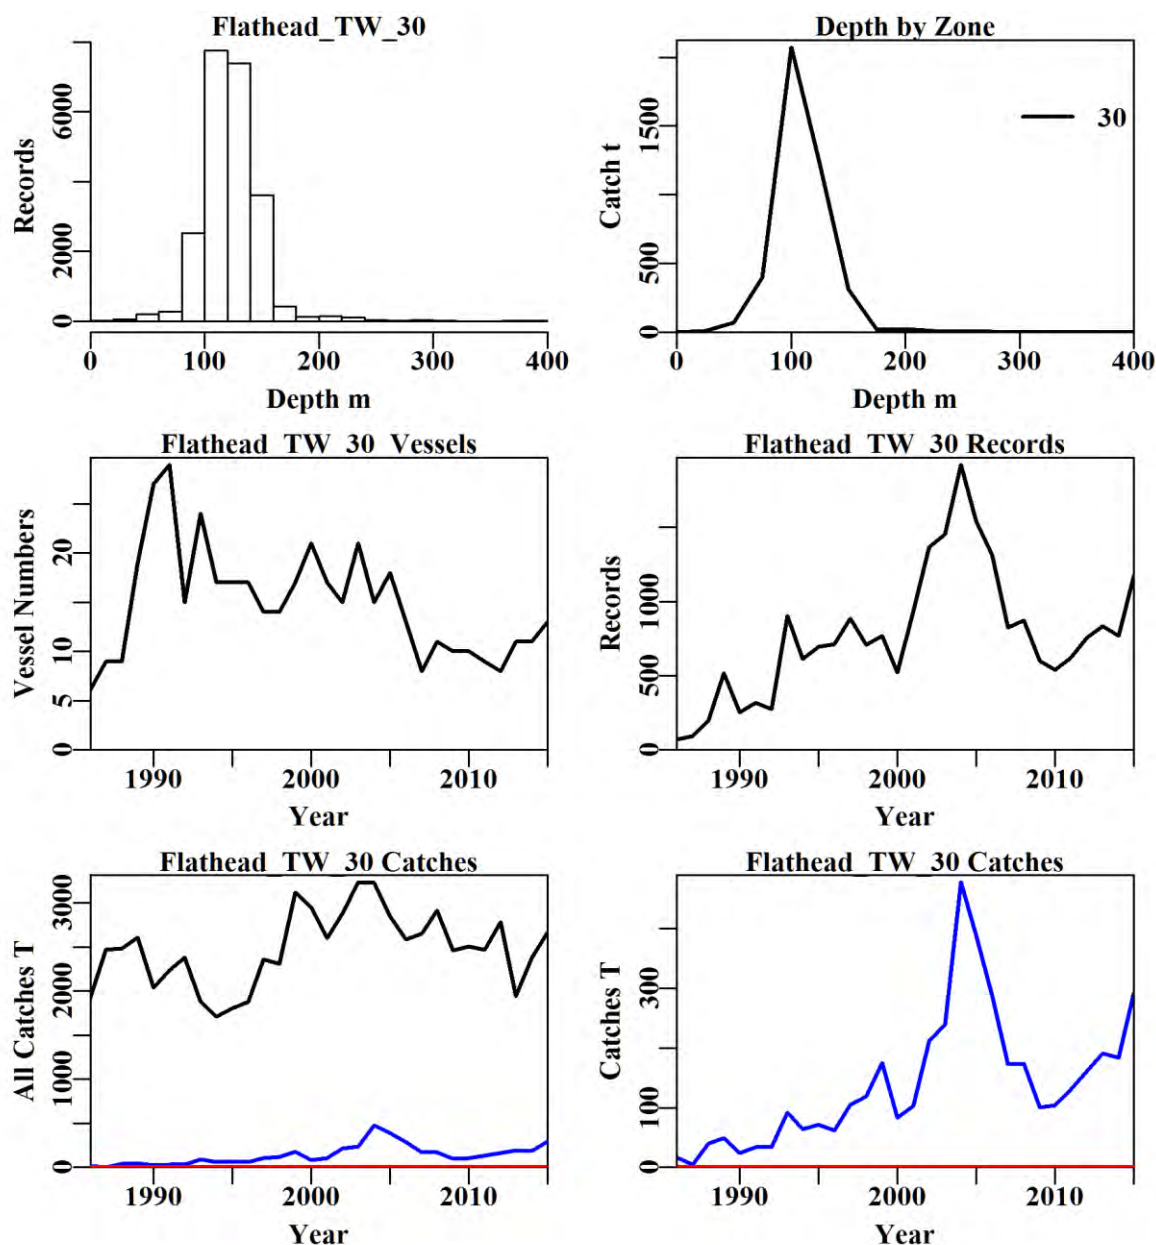 Flathead_TW_30
Records
0
2000
6000
0
100
200
300
400
Depth m
Depth by Zone
Catch t
0
500
1500
30
0
100
200
300
400
Depth m
Flathead_TW_30_Vessels
Vessel Numbers
0
5
10
20
1990
2000
2010
Year
Flathead_TW_30 Records
Records
0
500
1000
1990
2000
2010
Year
Flathead_TW_30 Catches
All Catches T
0
1000
2000
3000
1990
2000
2010
Year
Flathead_TW_30 Catches
Catches T
0
100
300
1990
2000
2010
Year